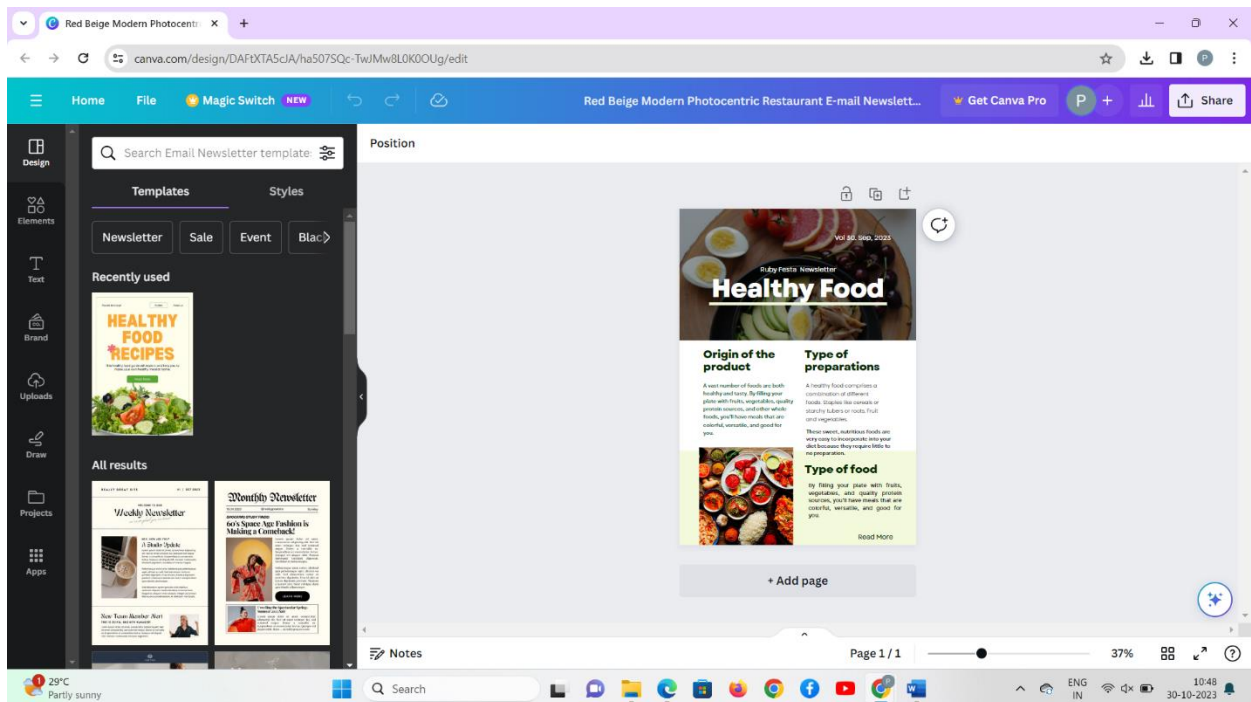 Red Beige Modern Photocentr
canva.com/design/DAFtXTA5cJA/ha507SQc-TwJMw8L0K0OUg/edit
P
Home File Magic Switch NEW
Red Beige Modern Photocentric Restaurant E-mail Newslett...
Get Canva Pro
P
Share
Design
Elements
Text
Brand
Uploads
Draw
Projects
Apps
Search Email Newsletter template
Templates Styles
Newsletter Sale Event Blac
Recently used
HEALTHY
FOOD
RECIPES
All results
Weekly Newsletter
A Studio Update
New Team Member Alert
Monthly Newsletter
60's Space Age Fashion is
Making a Comeback!
Position
Vol 30. Sep, 2023
Ruby Festa Newsletter
Healthy Food
Origin of the
product
A vast number of foods are both
healthy and tasty. By filling your
plate with fruits, vegetables, quality
protein sources, and other whole
foods, you'll have meals that are
colorful, versatile, and good for
you.
Type of
preparations
A healthy food comprises a
combination of different
foods. Staples like cereals or
starchy tubers or roots, fruit
and vegetables.
These sweet, nutritious foods are
very easy to incorporate into your
diet because they require little to
no preparation.
Type of food
By filling your plate with fruits,
vegetables, and quality protein
sources, you'll have meals that are
colorful, versatile, and good for
you
Read More
+ Add page
Notes
Page 1 / 1
37%
1
29°C
Partly sunny
Search
ENG
IN
10:48
30-10-2023